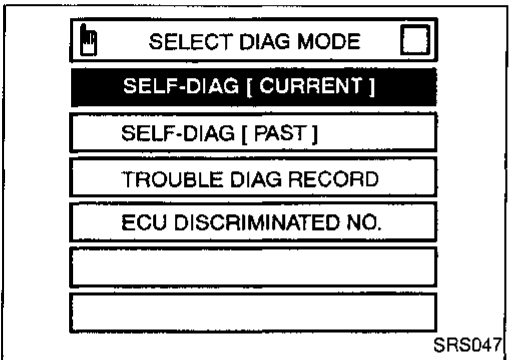 SELECT DIAG MODE
SELF-DIAG [ CURRENT ]
SELF-DIAG [ PAST ]
TROUBLE DIAG RECORD
ECU DISCRIMINATED NO.
SRS047